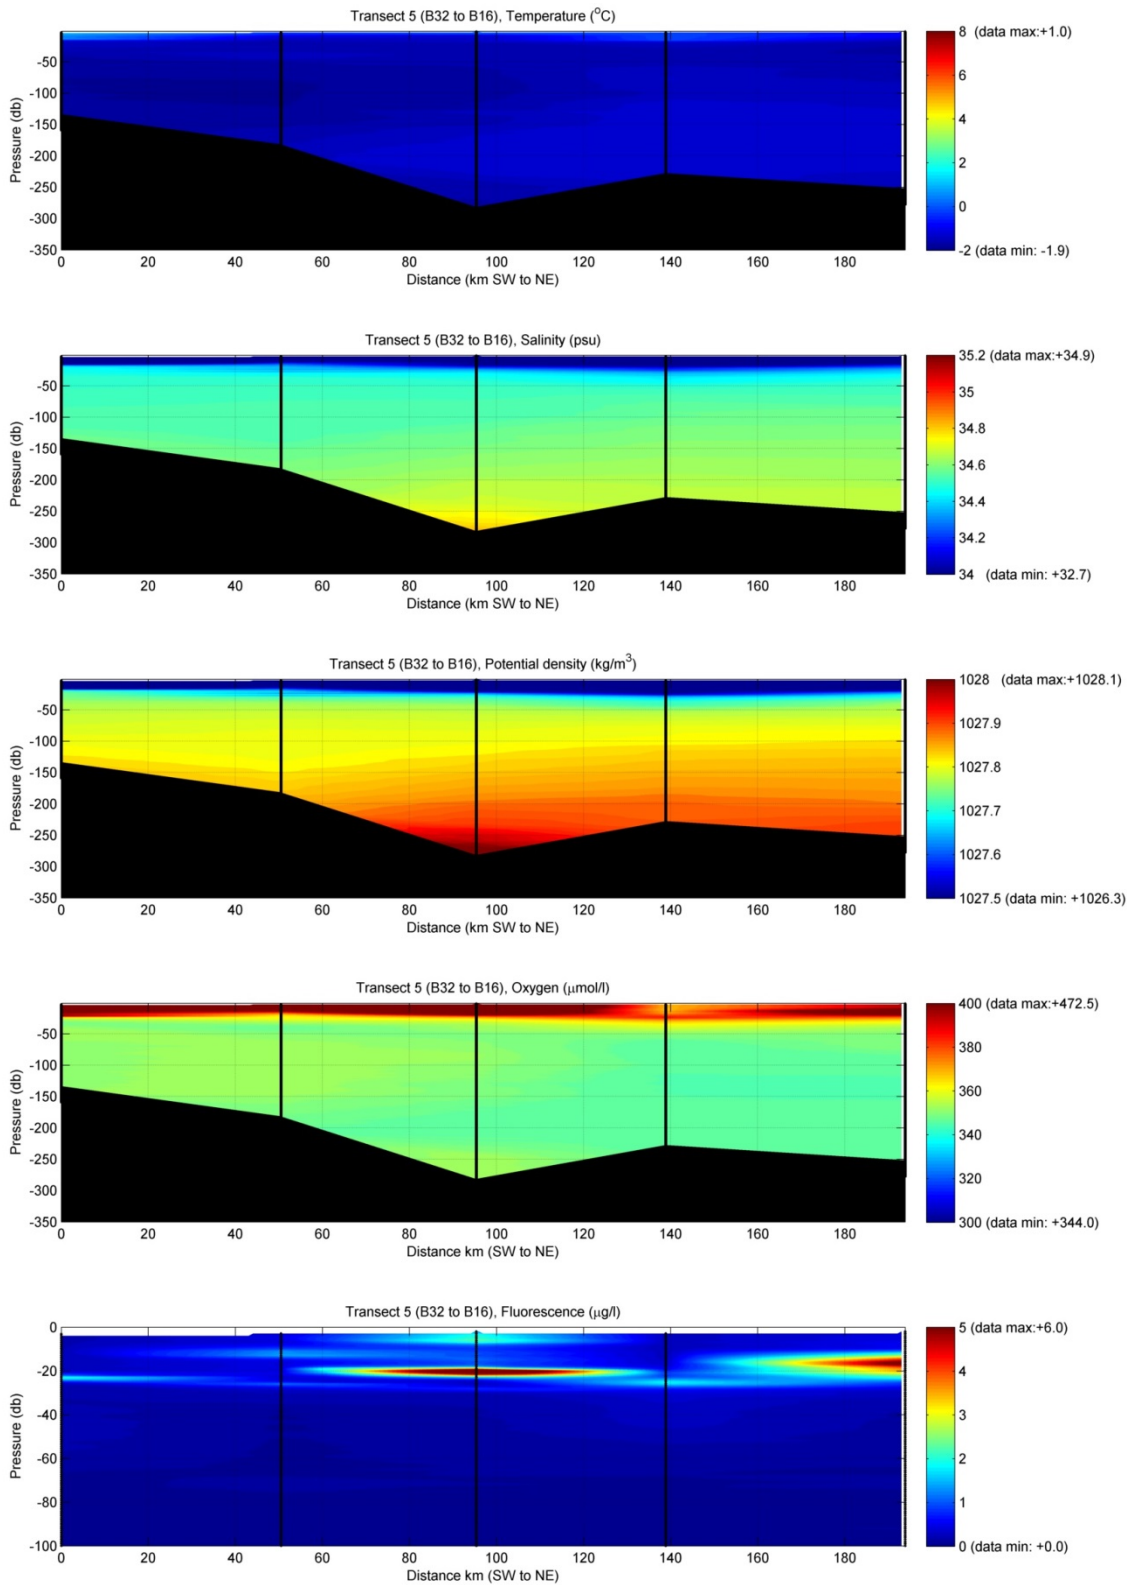 Transect 5 (B32 to B16), Temperature (°C)
8 (data max:+1.0)
6
4
2
0
-2 (data min: -1.9)
Pressure (db)
-50
-100
-150
-200
-250
-300
-350
0 20 40 60 80 100 120 140 160 180
Distance (km SW to NE)
Transect 5 (B32 to B16), Salinity (psu)
35.2 (data max:+34.9)
35
34.8
34.6
34.4
34.2
34 (data min: +32.7)
Pressure (db)
-50
-100
-150
-200
-250
-300
-350
0 20 40 60 80 100 120 140 160 180
Distance (km SW to NE)
Transect 5 (B32 to B16), Potential density (kg/m³)
1028 (data max:+1028.1)
1027.9
1027.8
1027.7
1027.6
1027.5 (data min: +1026.3)
Pressure (db)
-50
-100
-150
-200
-250
-300
-350
0 20 40 60 80 100 120 140 160 180
Distance (km SW to NE)
Transect 5 (B32 to B16), Oxygen (μmol/l)
400 (data max:+472.5)
380
360
340
320
300 (data min: +344.0)
Pressure (db)
-50
-100
-150
-200
-250
-300
-350
0 20 40 60 80 100 120 140 160 180
Distance km (SW to NE)
Transect 5 (B32 to B16), Fluorescence (μg/l)
5 (data max:+6.0)
4
3
2
1
0 (data min: +0.0)
Pressure (db)
0
-20
-40
-60
-80
-100
0 20 40 60 80 100 120 140 160 180
Distance (km SW to NE)